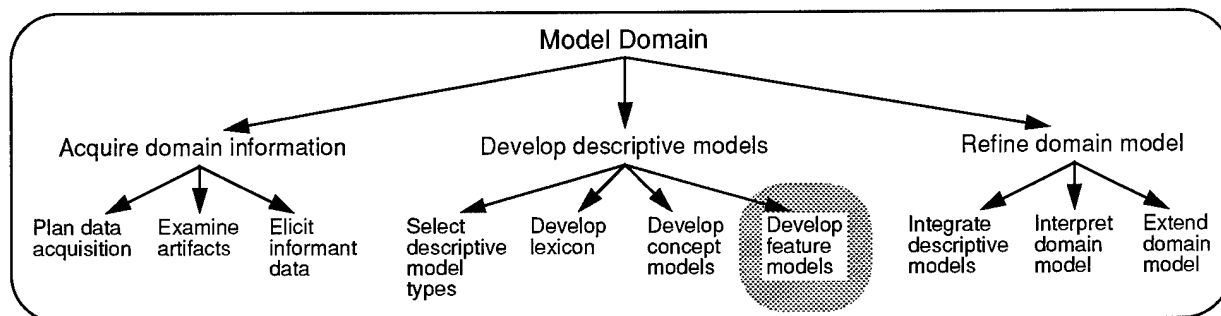 Model Domain
Acquire domain information
Develop descriptive models
Refine domain model
Plan data
acquisition
Examine
artifacts
Elicit
informant
data
Select
descriptive
model
types
Develop
lexicon
Develop
concept
models
Develop
feature
models
Integrate
descriptive
models
Interpret
domain
model
Extend
domain
model